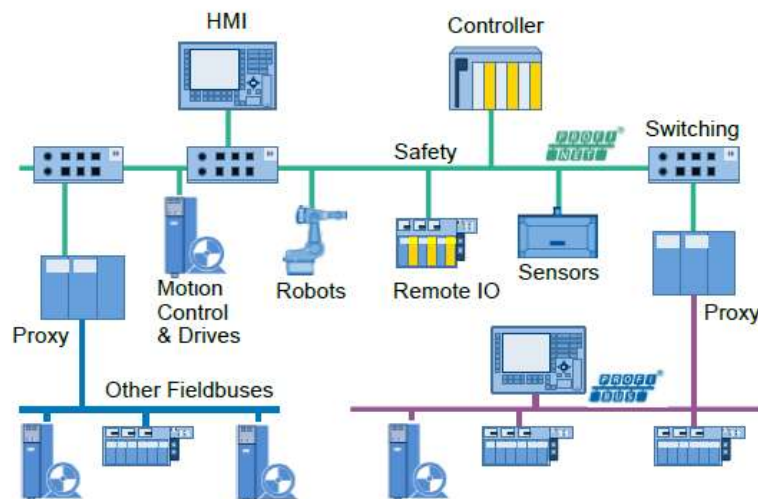 HMI
Controller
Switching
Safety
PROFI
NET
Motion
Control
& Drives
Robots
Remote IO
Sensors
Proxy
Proxy
Other Fieldbuses
PROFI
BUS